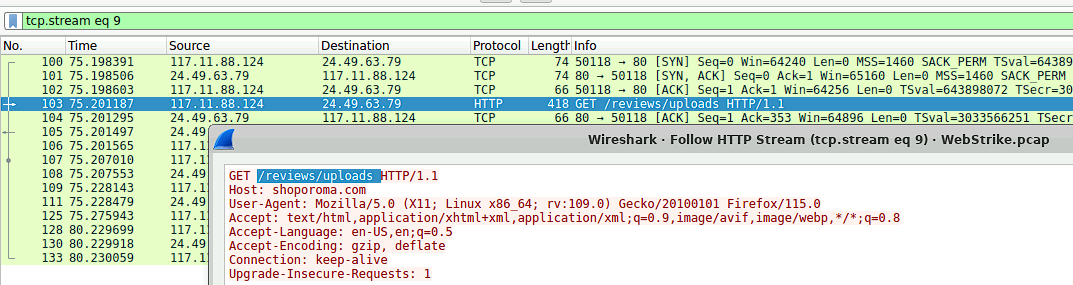 tcp.stream eq 9
No. Time Source Destination Protocol Length Info
100 75.198391 117.11.88.124 24.49.63.79 TCP 74 50118 → 80 [SYN] Seq=0 Win=64240 Len=0 MSS=1460 SACK_PERM TSval=64389
101 75.198506 24.49.63.79 117.11.88.124 TCP 74 80 → 50118 [SYN, ACK] Seq=0 Ack=1 Win=65160 Len=0 MSS=1460 SACK_PERM
102 75.198603 117.11.88.124 24.49.63.79 TCP 66 50118 → 80 [ACK] Seq=1 Ack=1 Win=64256 Len=0 TSval=643898072 TSecr=30
103 75.201187 117.11.88.124 24.49.63.79 HTTP 418 GET /reviews/uploads HTTP/1.1
104 75.201295 24.49.63.79 117.11.88.124 TCP 66 80 → 50118 [ACK] Seq=1 Ack=353 Win=64896 Len=0 TSval=3033566251 TSecr
105 75.201497 24.49
106 75.201565 117.1
107 75.207010 117.1
108 75.207553 24.49
109 75.228143 117.1
111 75.228479 24.49
125 75.275943 117.1
128 80.229699 117.1
130 80.229918 24.49
133 80.230059 117.1
Wireshark · Follow HTTP Stream (tcp.stream eq 9) · WebStrike.pcap
GET /reviews/uploads HTTP/1.1
Host: shoporoma.com
User-Agent: Mozilla/5.0 (X11; Linux x86_64; rv:109.0) Gecko/20100101 Firefox/115.0
Accept: text/html,application/xhtml+xml,application/xml;q=0.9,image/avif,image/webp,*/*;q=0.8
Accept-Language: en-US,en;q=0.5
Accept-Encoding: gzip, deflate
Connection: keep-alive
Upgrade-Insecure-Requests: 1